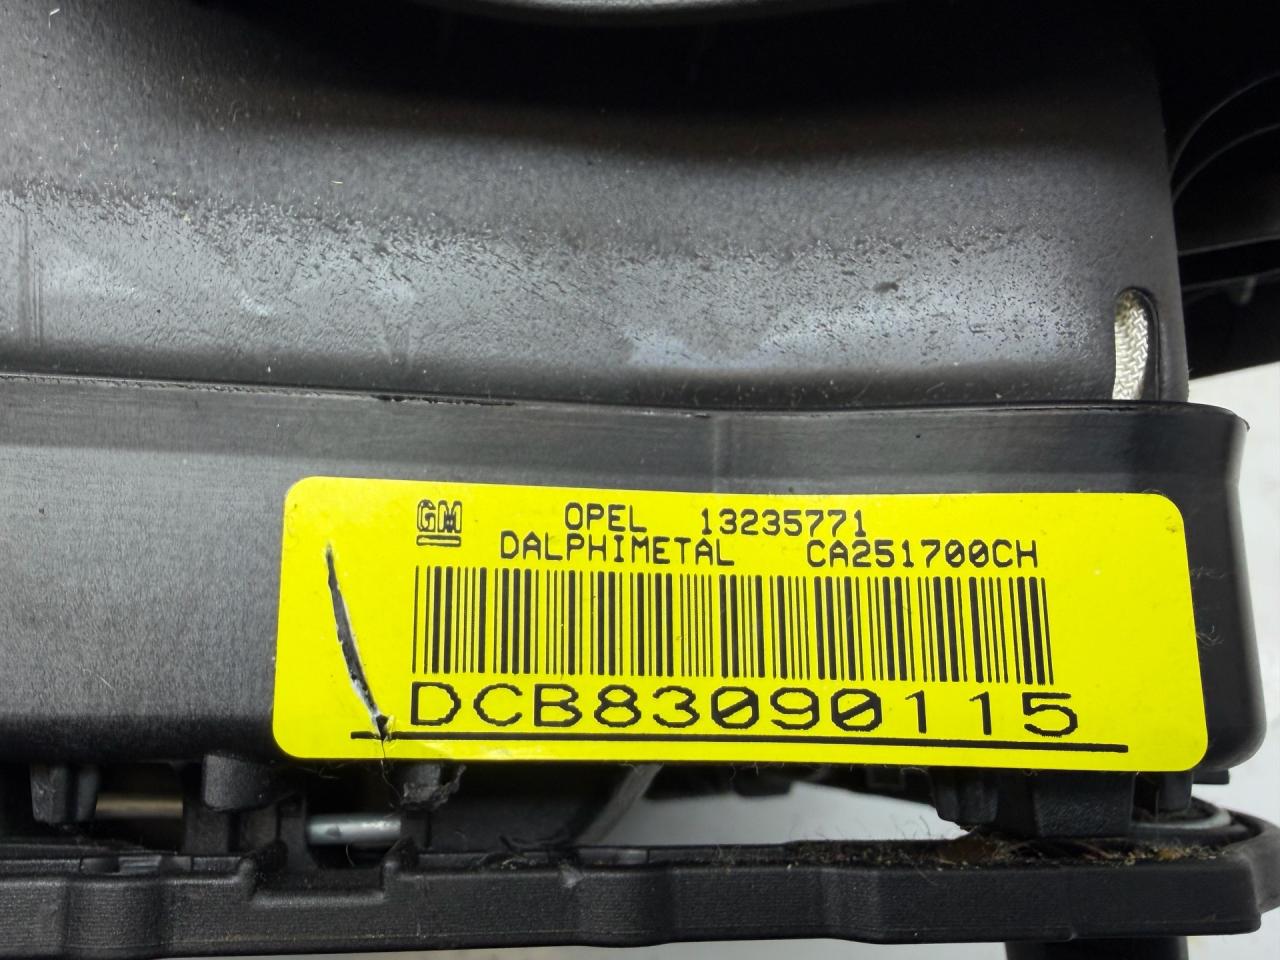 GM OPEL 13235771
DALPHIMETAL CA251700CH
DCB83090115